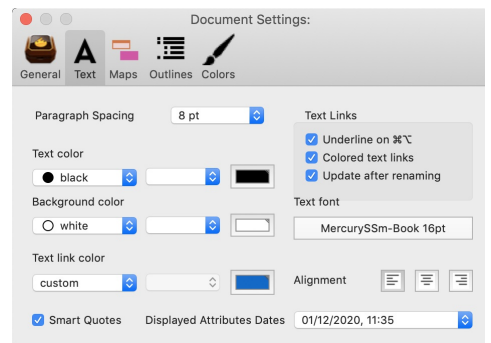 Document Settings:
General Text Maps Outlines Colors
Paragraph Spacing 8 pt Text Links
Underline on ⌘⌥
Colored text links
Update after renaming
Text color
black
Background color Text font
white MercurySSm-Book 16pt
Text link color
custom Alignment
Smart Quotes Displayed Attributes Dates 01/12/2020, 11:35